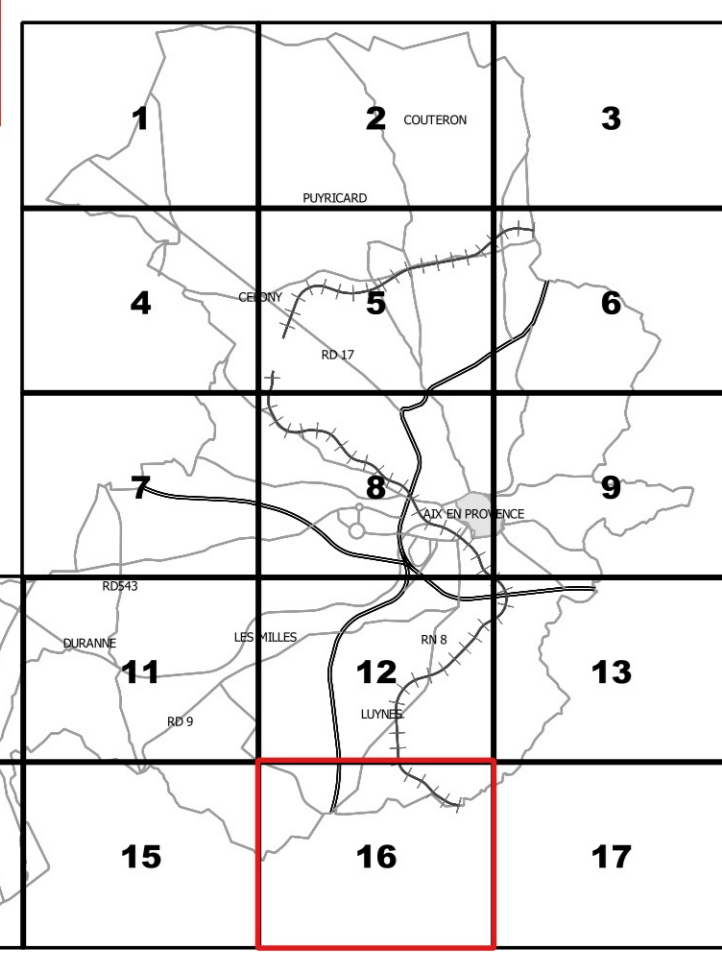 1
2
COUTERON
3
PUYRICARD
4
CELONY
5
6
RD 17
7
8
9
AIX EN PROVENCE
RD543
DURANNE
LES MILLES
RN 8
11
12
13
LUYNES
RD 9
15
16
17